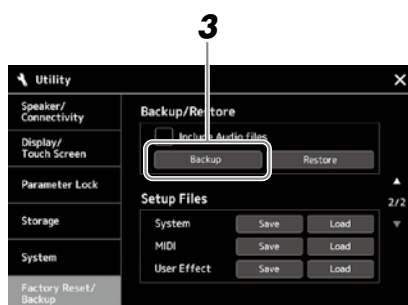 3
Utility
Speaker/
Connectivity
Display/
Touch Screen
Parameter Lock
Storage
System
Factory Reset/
Backup
Backup/Restore
Include Audio files
Backup Restore
2/2
Setup Files
System Save Load
MIDI Save Load
User Effect Save Load